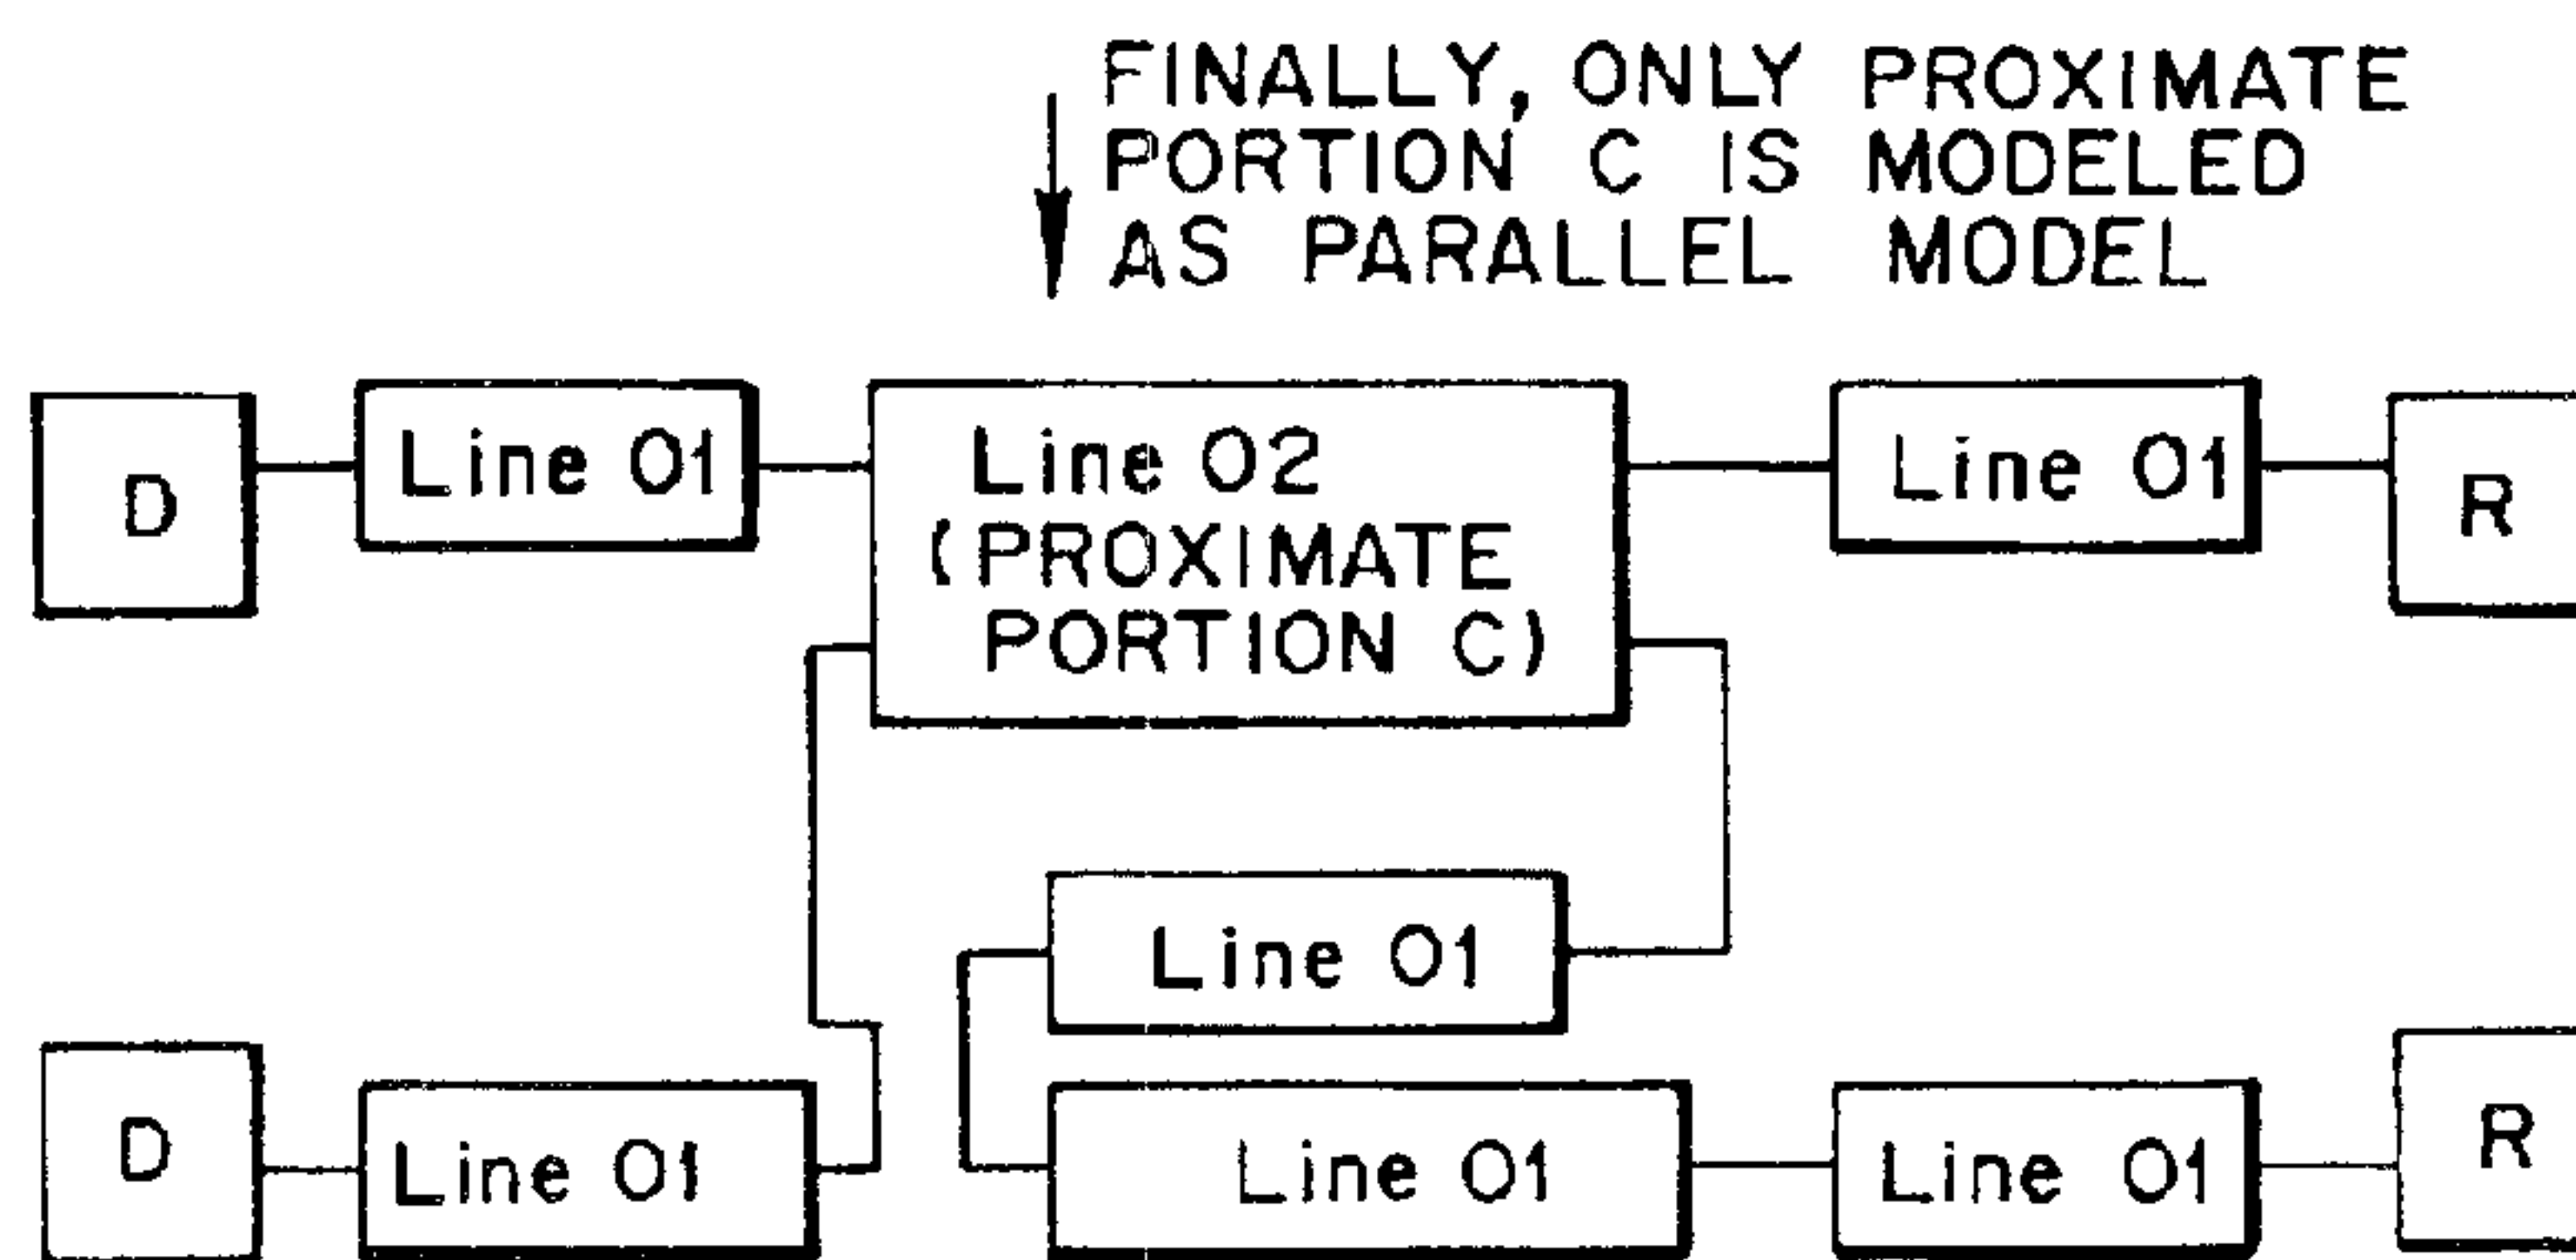 FINALLY, ONLY PROXIMATE
PORTION C IS MODELED
AS PARALLEL MODEL
D
Line 01
Line 02
(PROXIMATE
PORTION C)
Line 01
R
Line 01
D
Line 01
Line 01
Line 01
R